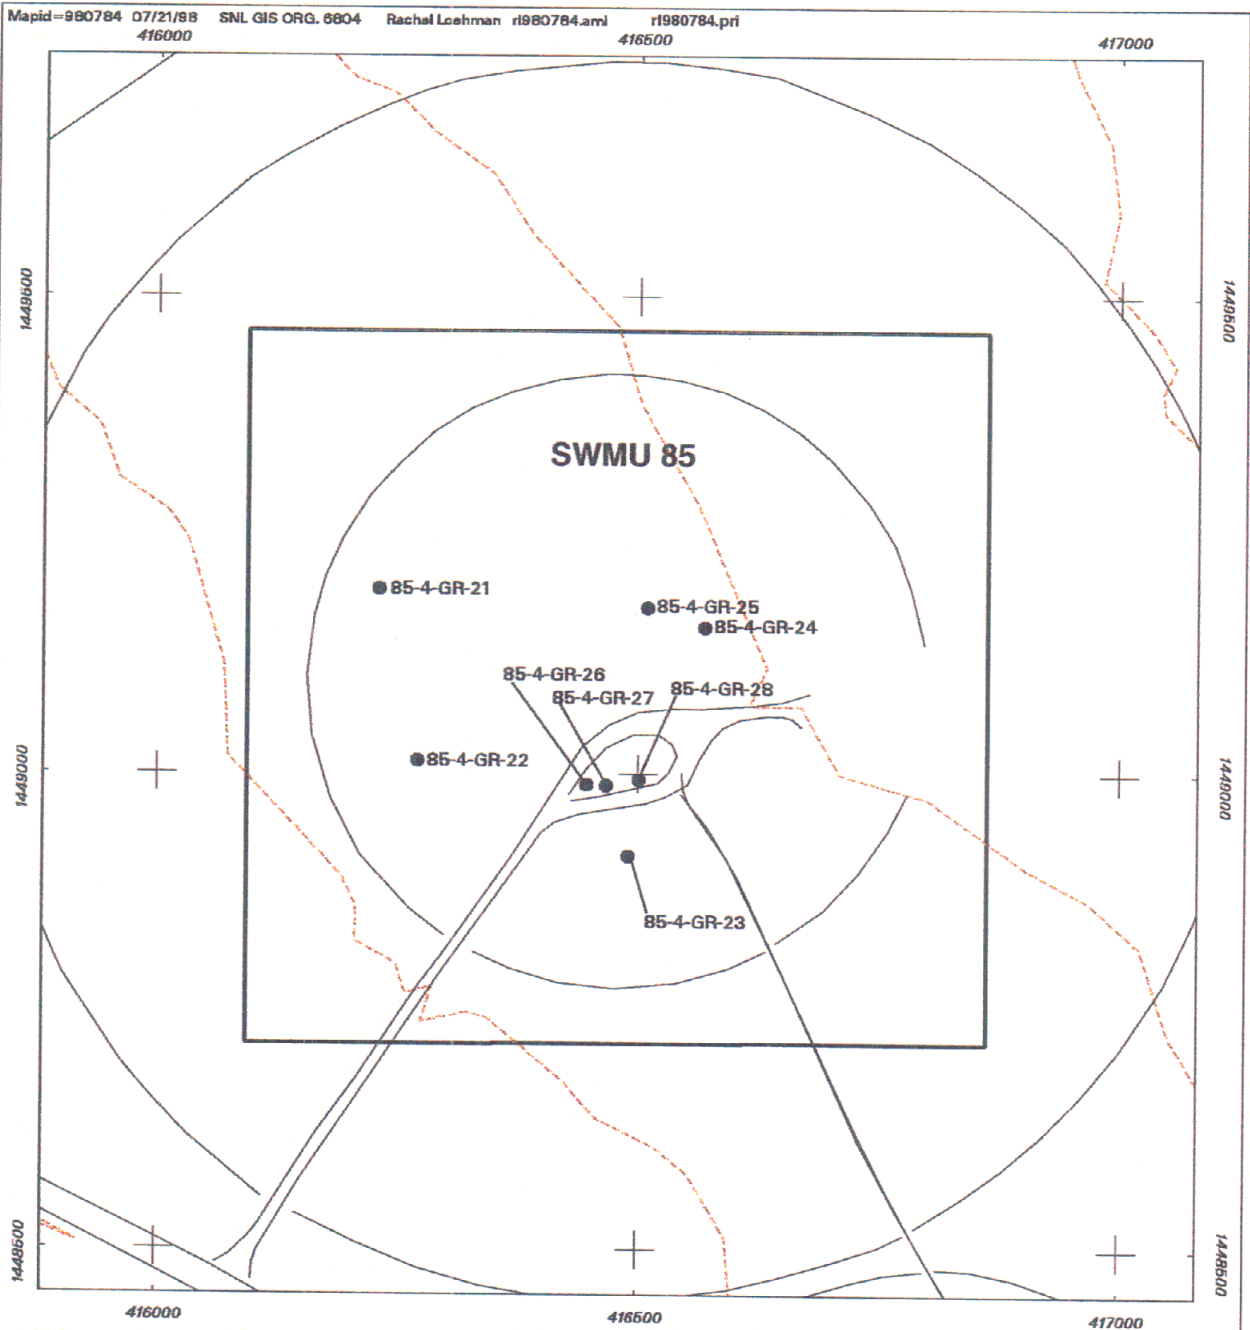 Mapid=980784 07/21/98 SNL GIS ORG. 6804 Rachel Loehman rl980784.aml rl980784.pri
416000 416500 417000
1449500 1449500
SWMU 85
85-4-GR-21
85-4-GR-25
85-4-GR-24
85-4-GR-26
85-4-GR-27
85-4-GR-28
85-4-GR-22
1449000 1449000
85-4-GR-23
1448500 1448500
416000 416500 417000